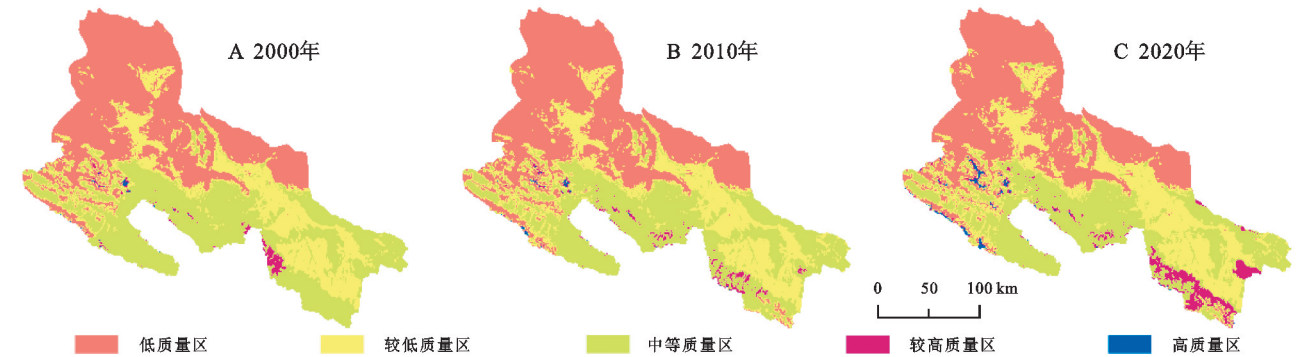 A 2000年
B 2010年
C 2020年
0 50 100 km
低质量区
较低质量区
中等质量区
较高质量区
高质量区